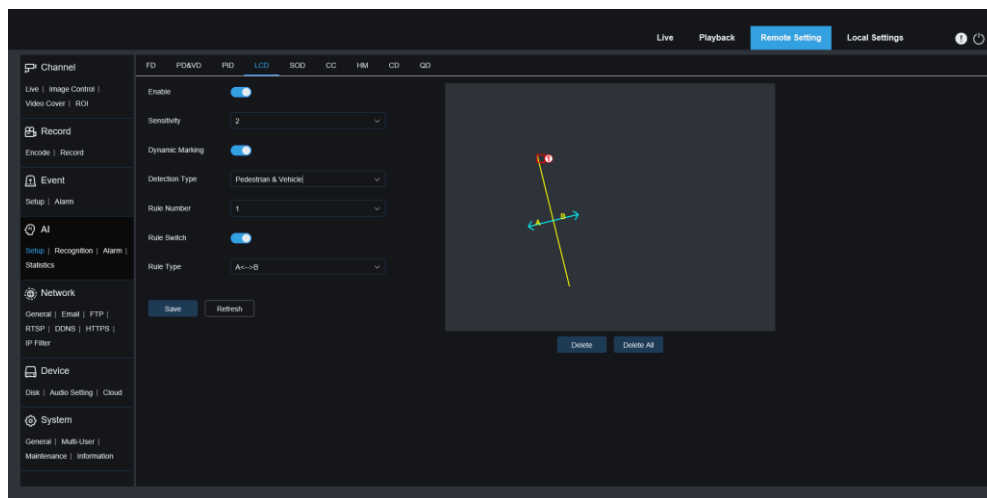 Live Playback Remote Setting Local Settings
Channel
Live | Image Control |
Video Cover | ROI
Record
Encode | Record
Event
Setup | Alarm
AI
Setup | Recognition | Alarm |
Statistics
Network
General | Email | FTP |
RTSP | DDNS | HTTPS |
IP Filter
Device
Disk | Audio Setting | Cloud
System
General | Multi-User |
Maintenance | Information
FD PD&VD PID LCD SOD CC HM CD QD
Enable
Sensitivity 2
Dynamic Marking
Detection Type Pedestrian & Vehicle
Rule Number 1
Rule Switch
Rule Type A<-->B
Save Refresh
1
A B
Delete Delete All